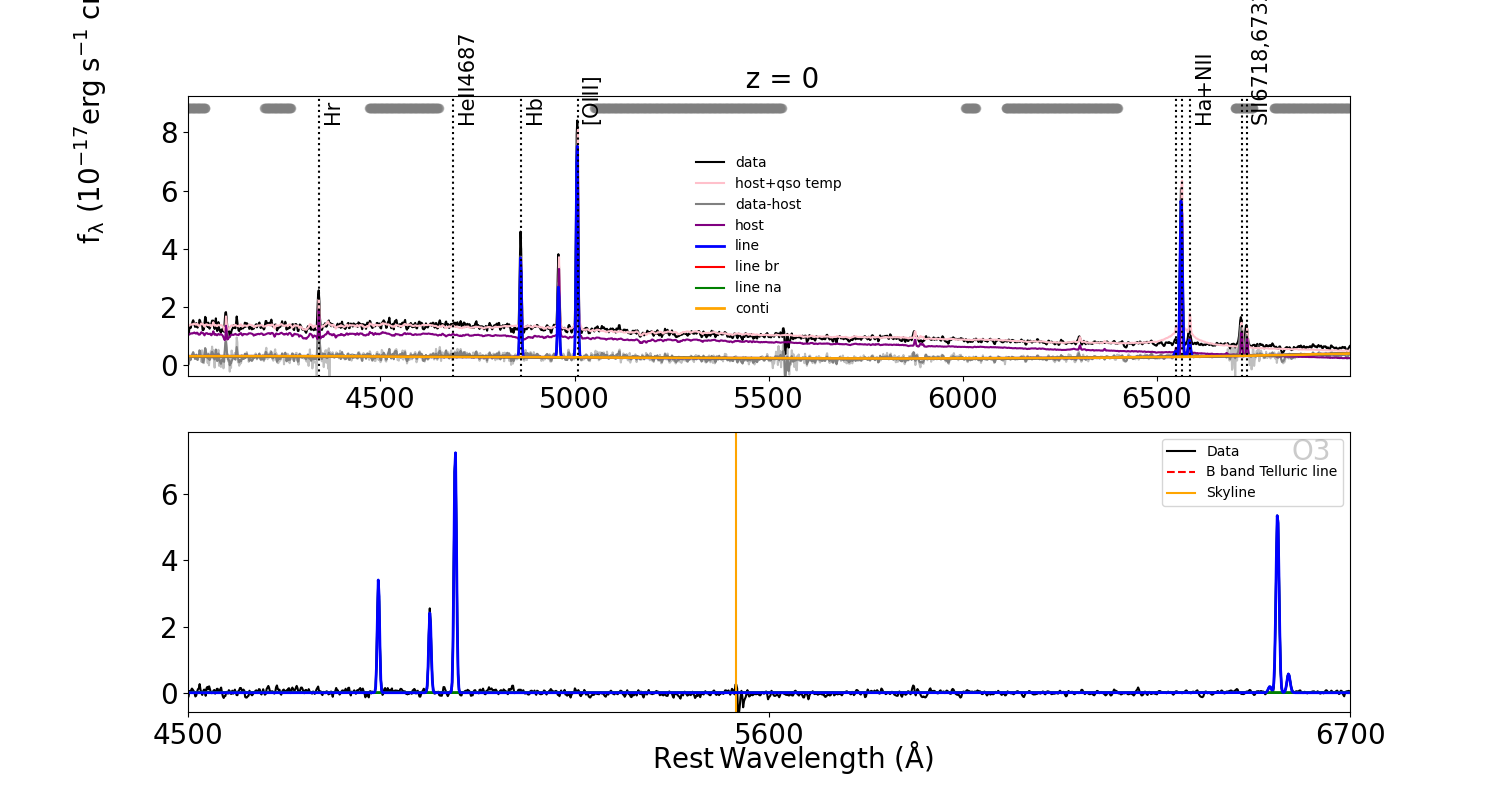 z = 0
f_λ (10^{-17} erg s^{-1}
Hr
HeII4687
Hb
[OIII]
Ha+NII
SII6718,673
8
6
4
2
0
data
host+qso temp
data-host
host
line
line br
line na
conti
4500 5000 5500 6000 6500
O3
Data
B band Telluric line
Skyline
6
4
2
0
4500 5600 6700
Rest Wavelength (Å)